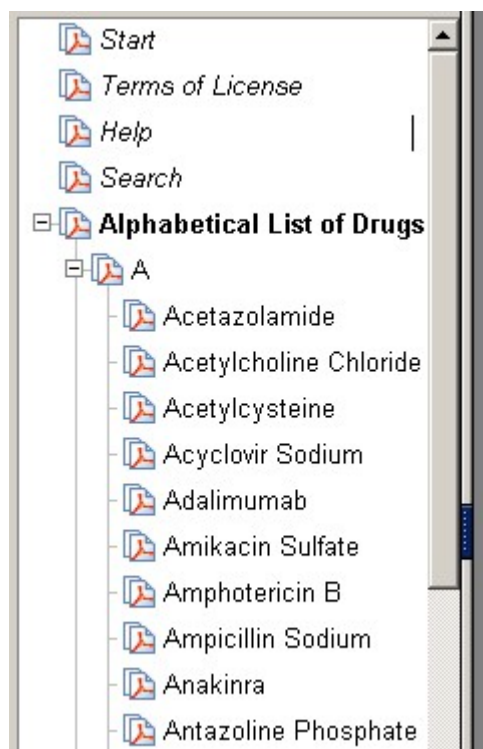 Start
Terms of License
Help
Search
Alphabetical List of Drugs
A
Acetazolamide
Acetylcholine Chloride
Acetylcysteine
Acyclovir Sodium
Adalimumab
Amikacin Sulfate
Amphotericin B
Ampicillin Sodium
Anakinra
Antazoline Phosphate